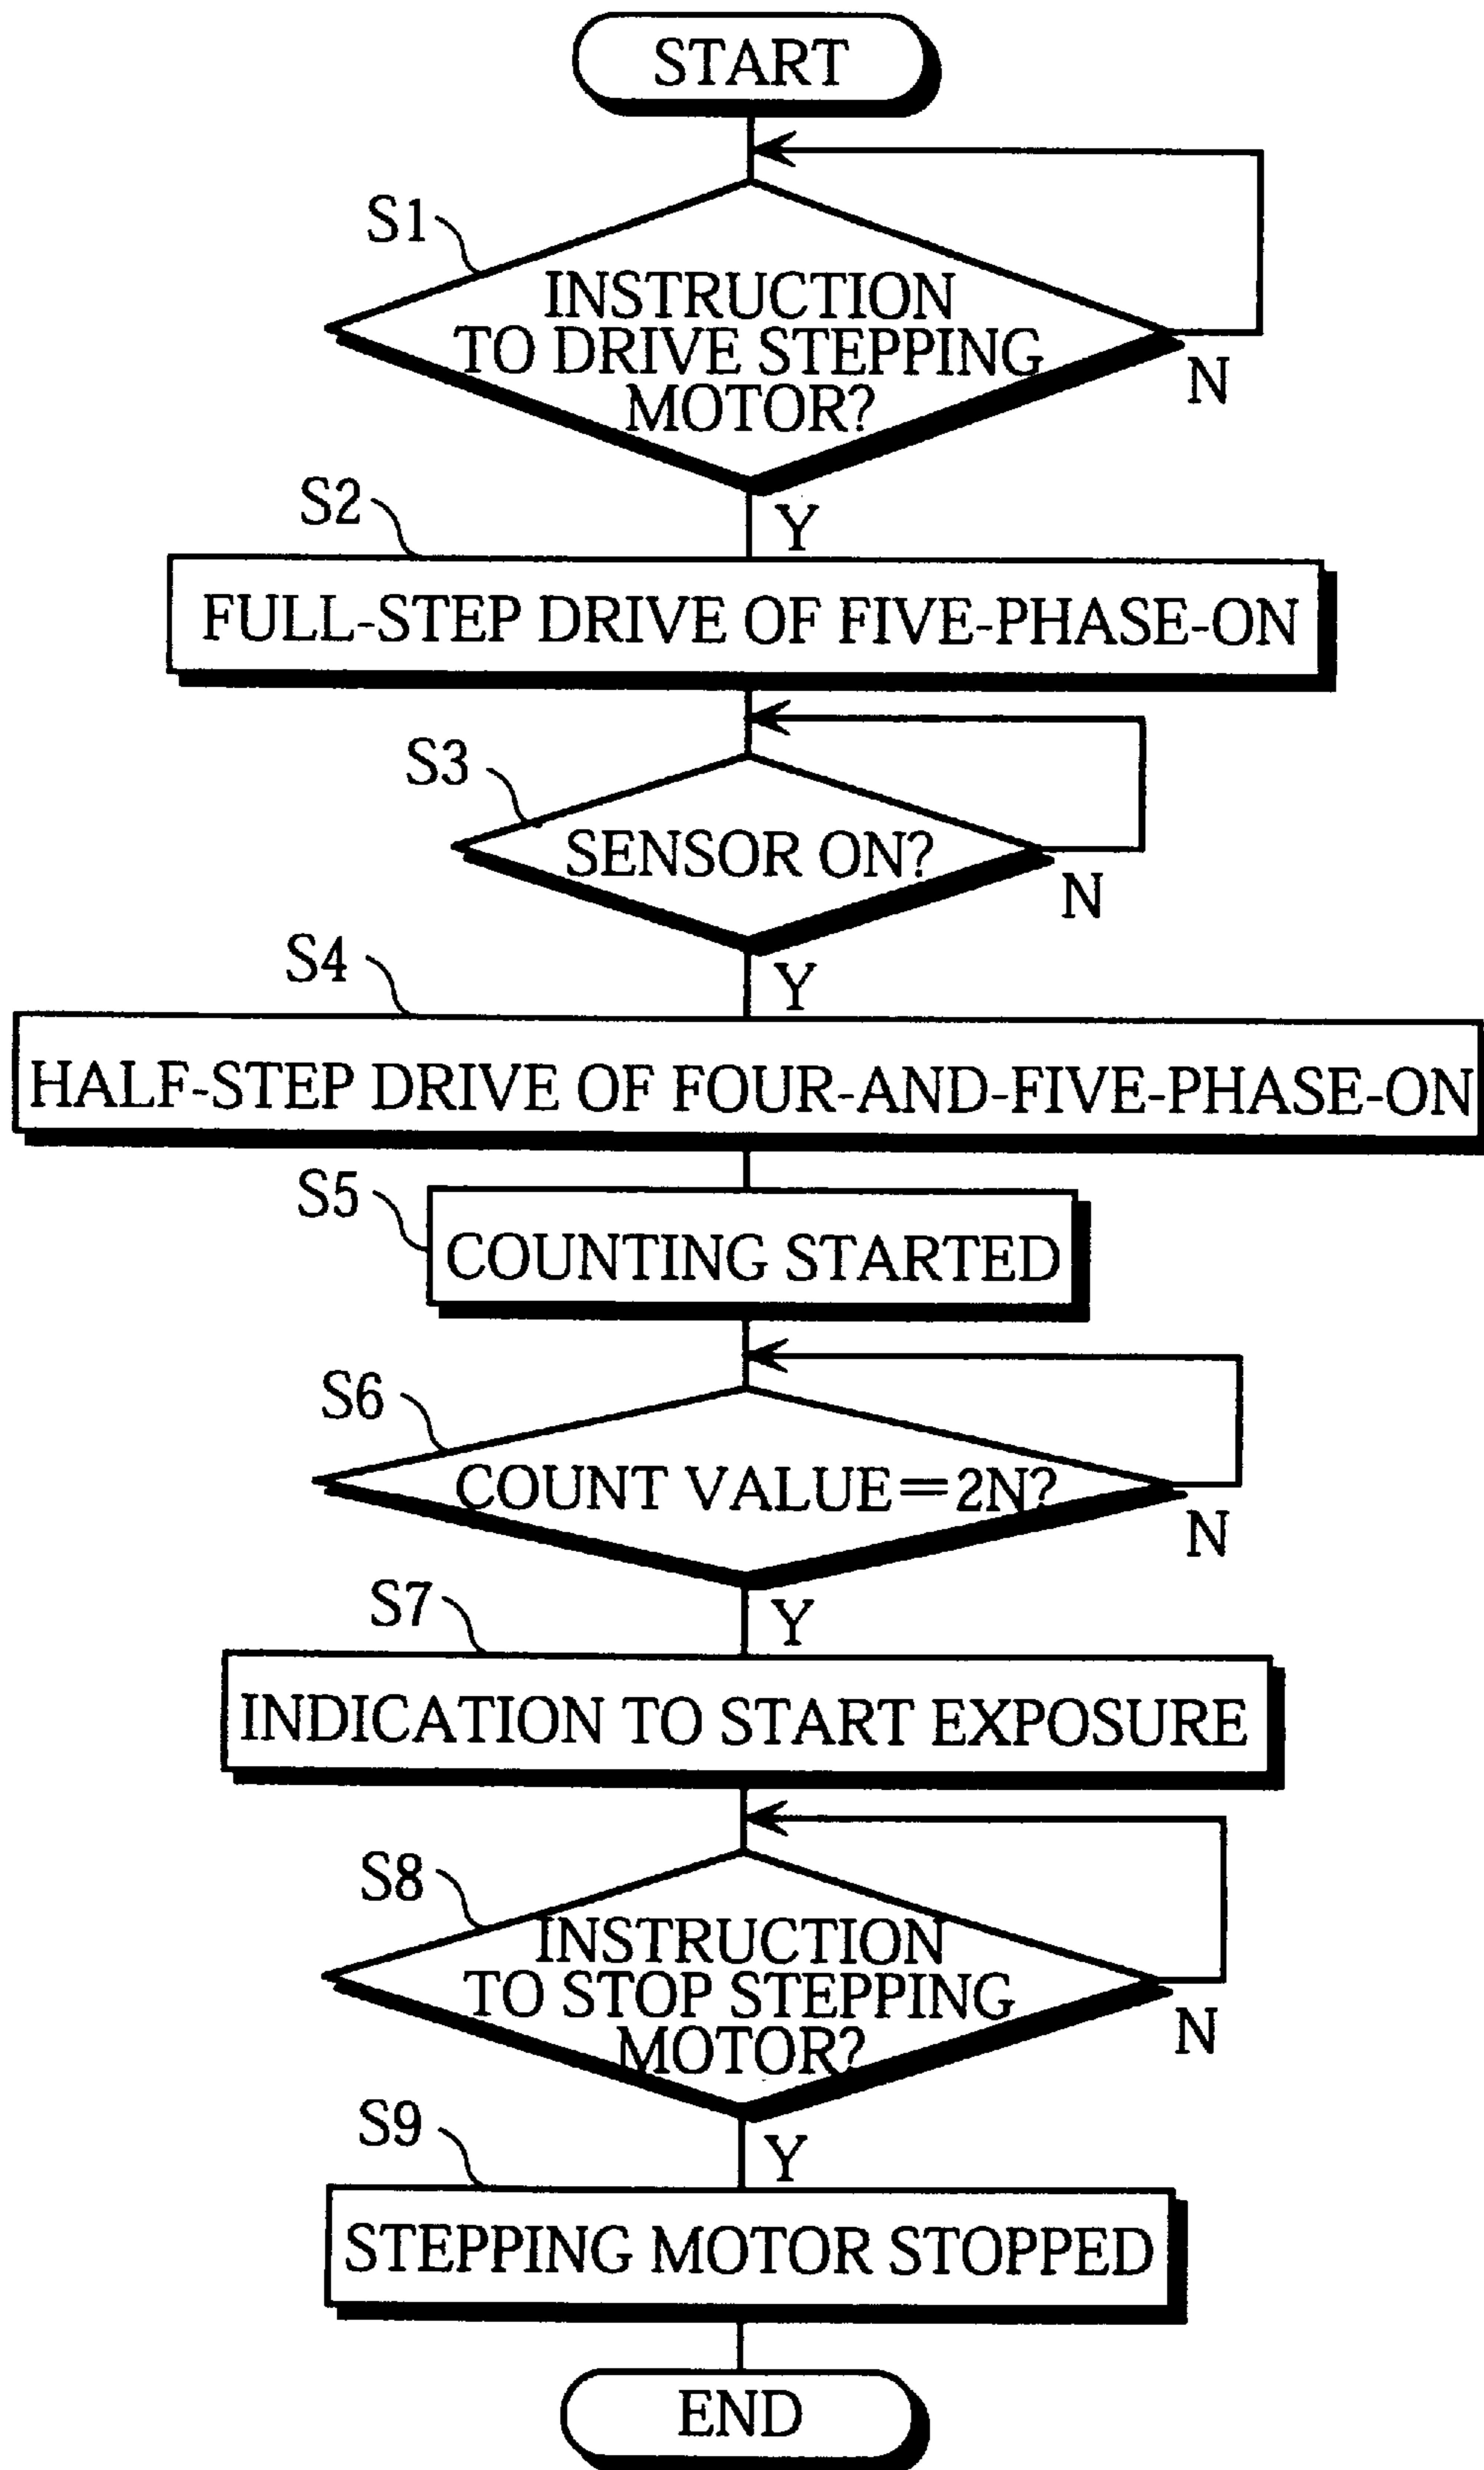 START
S1
INSTRUCTION
TO DRIVE STEPPING
MOTOR?
N
Y
S2
FULL-STEP DRIVE OF FIVE-PHASE-ON
S3
SENSOR ON?
N
Y
S4
HALF-STEP DRIVE OF FOUR-AND-FIVE-PHASE-ON
S5
COUNTING STARTED
S6
COUNT VALUE=2N?
N
Y
S7
INDICATION TO START EXPOSURE
S8
INSTRUCTION
TO STOP STEPPING
MOTOR?
N
Y
S9
STEPPING MOTOR STOPPED
END